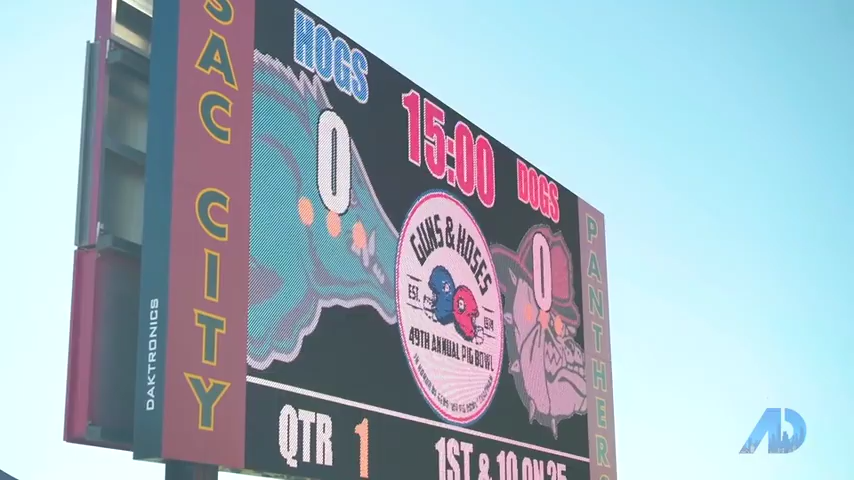 SAC CITY
DAKTRONICS
HOGS
0
15:00
DOGS
0
GUNS & HOSES
EST.
49TH ANNUAL PIG BOWL
QTR 1
1ST & 10 ON 25
PANTHERS
AD